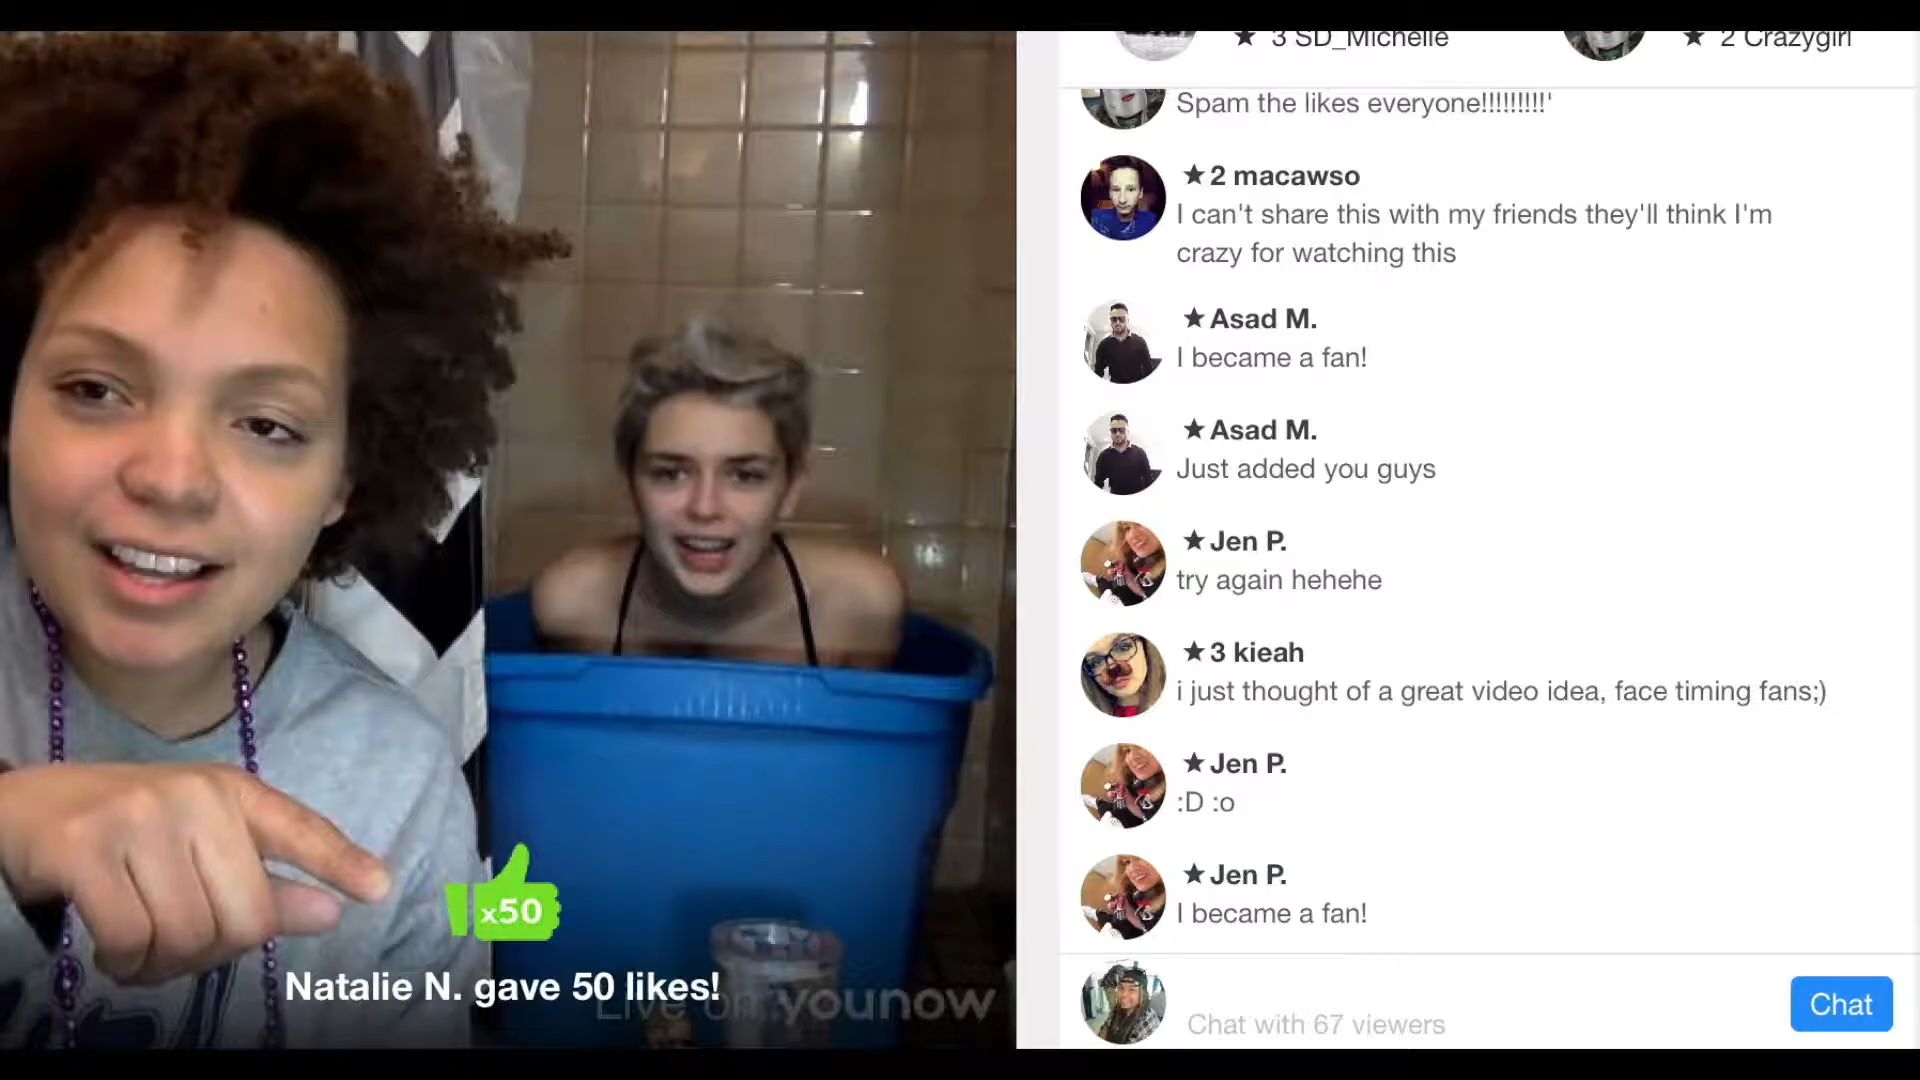 ★ 3 SD_Michelle
★ 2 Crazygirl
Spam the likes everyone!!!!!!!!!'
★2 macawso
I can't share this with my friends they'll think I'm
crazy for watching this
★Asad M.
I became a fan!
★Asad M.
Just added you guys
★Jen P.
try again hehehe
★3 kieah
i just thought of a great video idea, face timing fans;)
★Jen P.
:D :o
★Jen P.
I became a fan!
Chat with 67 viewers
Chat
x50
Natalie N. gave 50 likes!
Live on younow